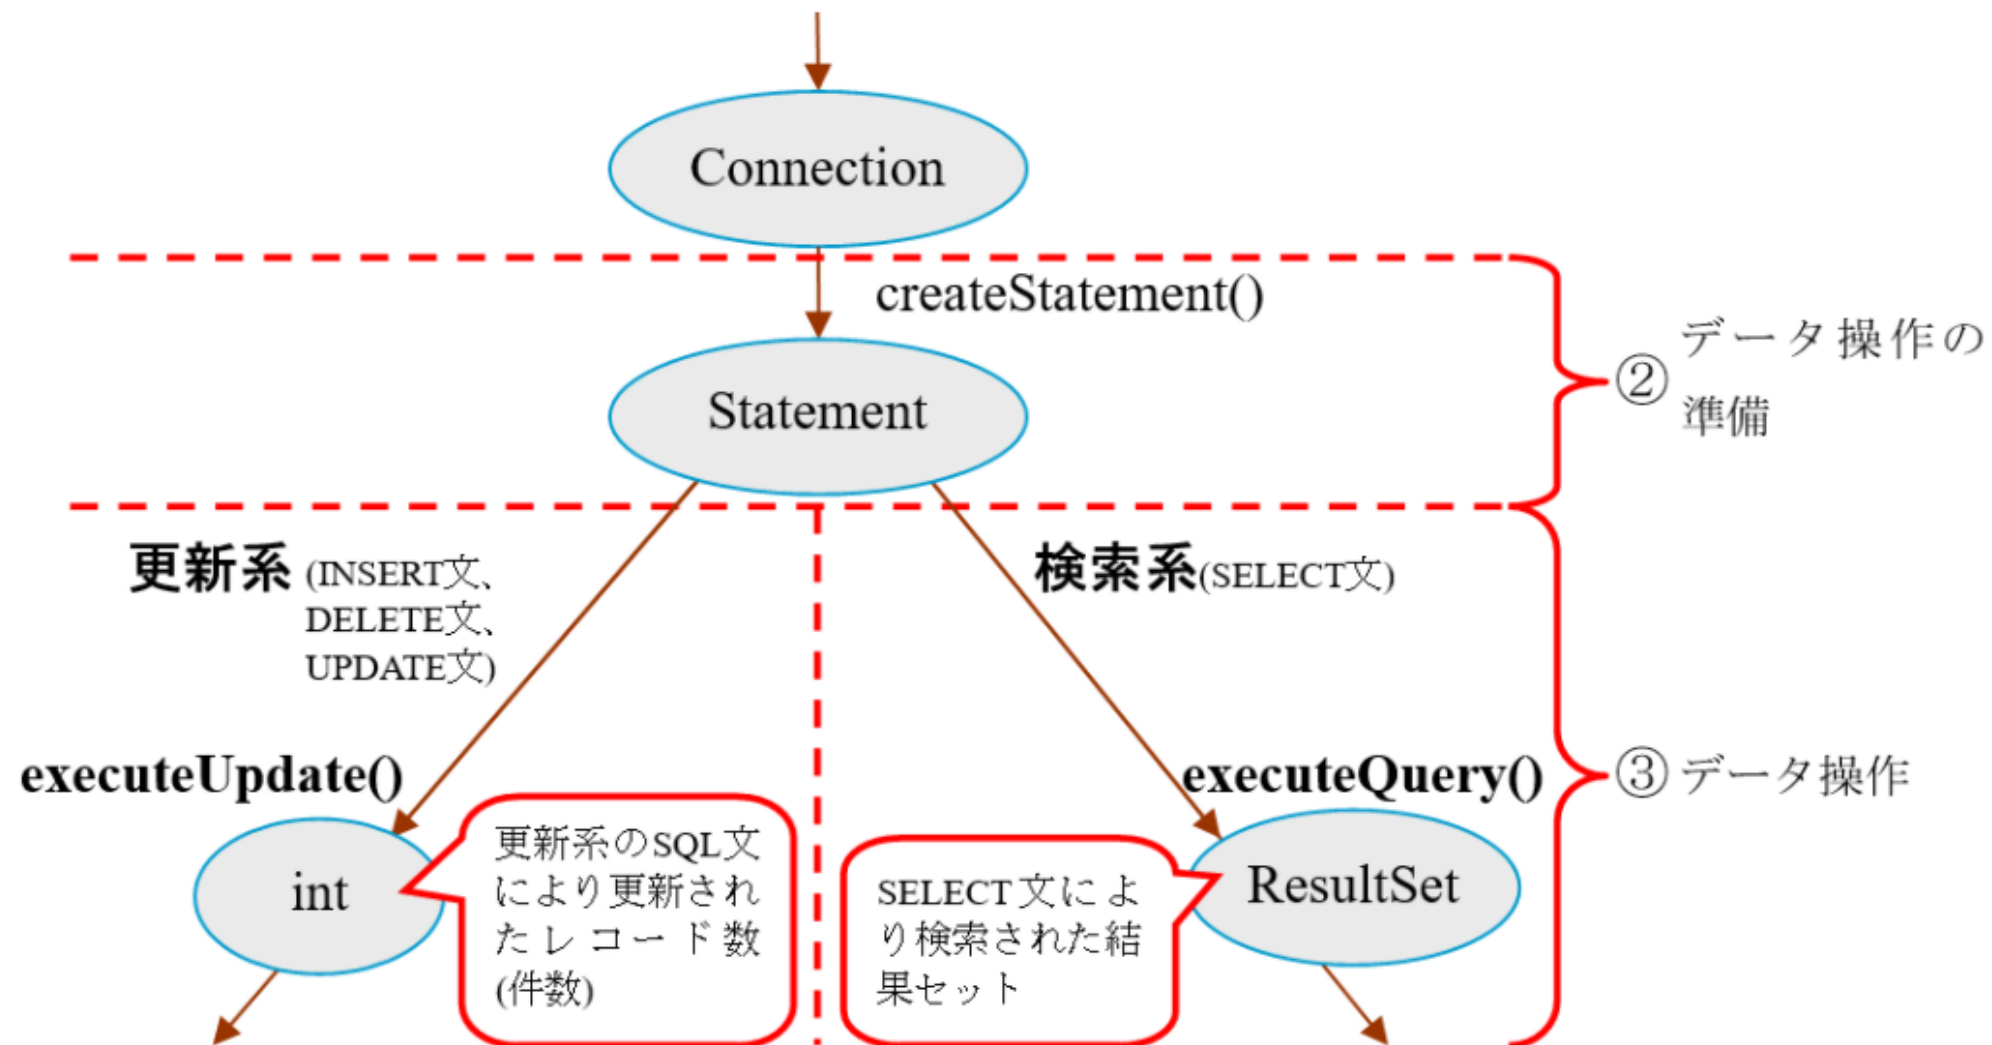 Connection
createStatement()
② データ操作の
準備
Statement
更新系 (INSERT文、
DELETE文、
UPDATE文)
検索系(SELECT文)
executeUpdate()
executeQuery()
③ データ操作
int
更新系のSQL文
により更新され
たレコード数
(件数)
SELECT文によ
り検索された結
果セット
ResultSet